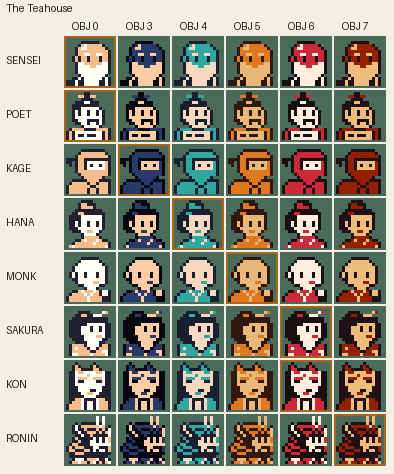 The Teahouse
OBJ 0 OBJ 3 OBJ 4 OBJ 5 OBJ 6 OBJ 7
SENSEI
POET
KAGE
HANA
MONK
SAKURA
KON
RONIN